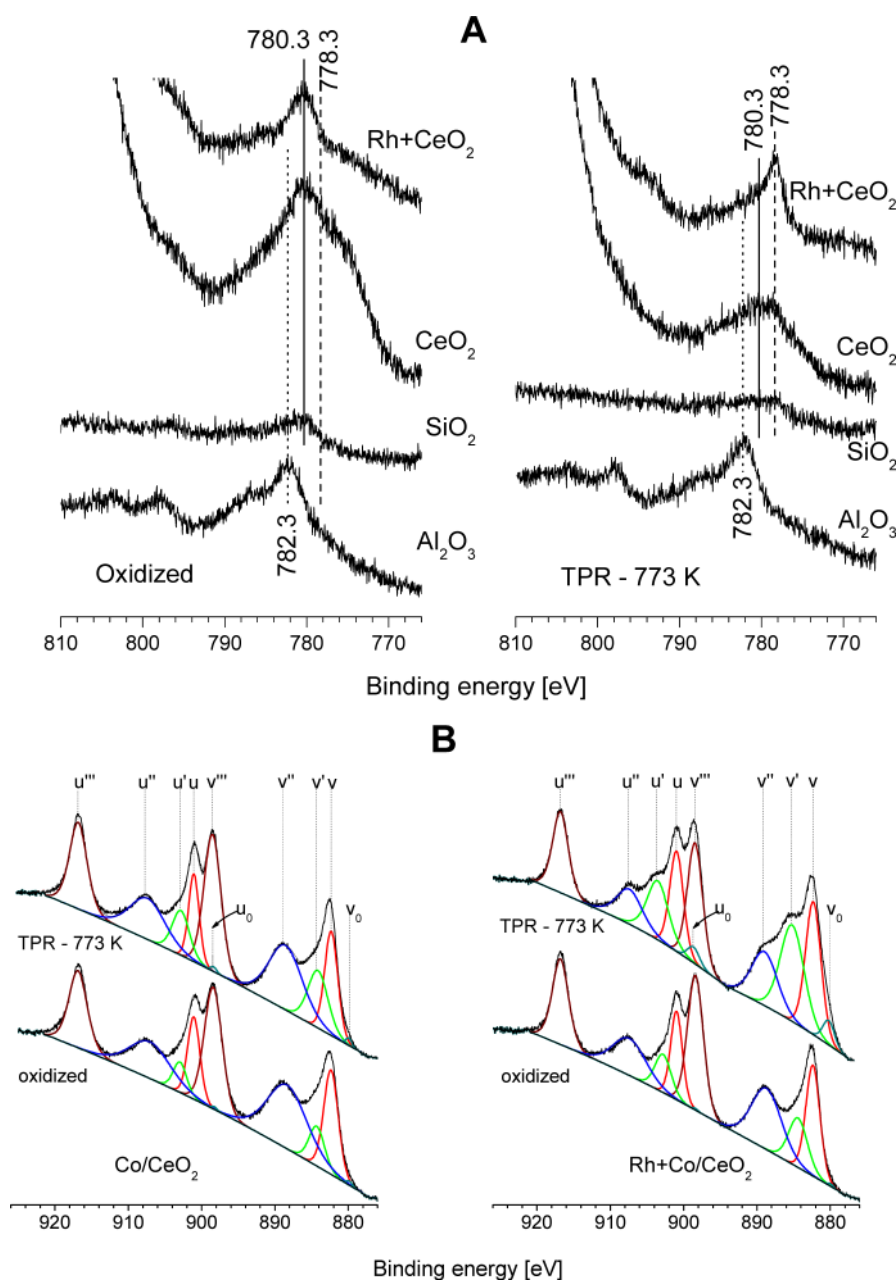 A
780.3
778.3
Rh+CeO₂
CeO₂
SiO₂
782.3
Al₂O₃
Oxidized
810 800 790 780 770
780.3
778.3
Rh+CeO₂
CeO₂
SiO₂
782.3
Al₂O₃
TPR - 773 K
810 800 790 780 770
Binding energy [eV]
B
u''' u'' u' u v''' v'' v' v
u₀
v₀
TPR - 773 K
oxidized
Co/CeO₂
920 910 900 890 880
u''' u'' u' u v''' v'' v' v
u₀
v₀
TPR - 773 K
oxidized
Rh+Co/CeO₂
920 910 900 890 880
Binding energy [eV]